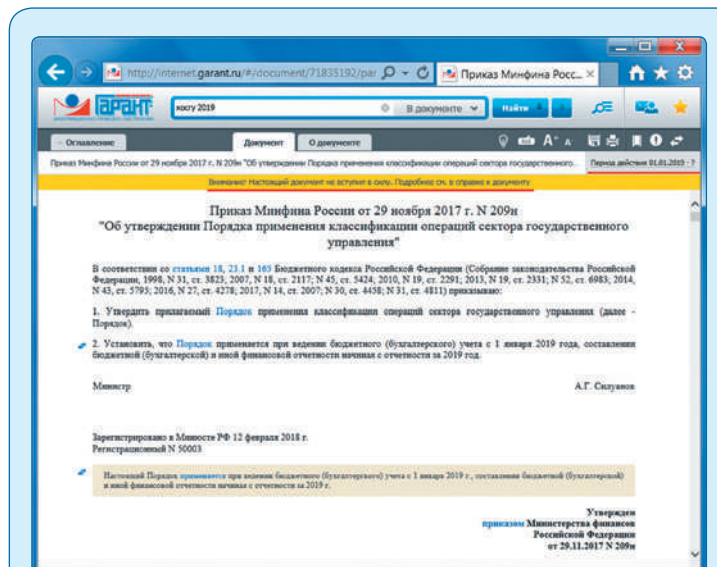 http://internet.garant.ru/#/document/71835192/par
Приказ Минфина Росс...
ГАРАНТ
косгу 2019
В документе
Найти
Оглавление
Документ
О документе
Приказ Минфина России от 29 ноября 2017 г. N 209н "Об утверждении Порядка применения классификации операций сектора государственного...
Период действия 01.01.2019 - ?
Внимание! Настоящий документ не вступил в силу. Подробнее см. в справке к документу
Приказ Минфина России от 29 ноября 2017 г. N 209н
"Об утверждении Порядка применения классификации операций сектора государственного
управления"
В соответствии со статьями 18, 23.1 и 165 Бюджетного кодекса Российской Федерации (Собрание законодательства Российской
Федерации, 1998, N 31, ст. 3823, 2007, N 18, ст. 2117; N 45, ст. 5424; 2010, N 19, ст. 2291; 2013, N 19, ст. 2331; N 52, ст. 6983; 2014,
N 43, ст. 5795; 2016, N 27, ст. 4278; 2017, N 14, ст. 2007; N 30, ст. 4458; N 31, ст. 4811) приказываю:
1. Утвердить прилагаемый Порядок применения классификации операций сектора государственного управления (далее -
Порядок).
2. Установить, что Порядок применяется при ведении бюджетного (бухгалтерского) учета с 1 января 2019 года, составлении
бюджетной (бухгалтерской) и иной финансовой отчетности начиная с отчетности за 2019 год.
Министр
А.Г. Силуанов
Зарегистрировано в Минюсте РФ 12 февраля 2018 г.
Регистрационный N 50003
Настоящий Порядок применяется при ведении бюджетного (бухгалтерского) учета с 1 января 2019 г., составлении бюджетной (бухгалтерской)
и иной финансовой отчетности начиная с отчетности за 2019 г.
Утвержден
приказом Министерства финансов
Российской Федерации
от 29.11.2017 N 209н